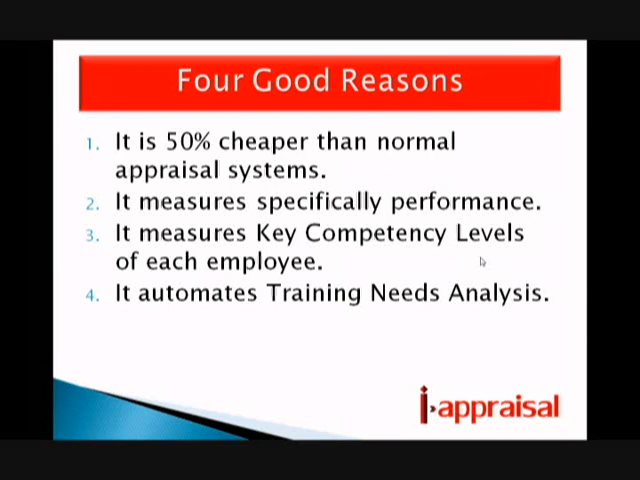 Four Good Reasons
1. It is 50% cheaper than normal
appraisal systems.
2. It measures specifically performance.
3. It measures Key Competency Levels
of each employee.
4. It automates Training Needs Analysis.
i-appraisal